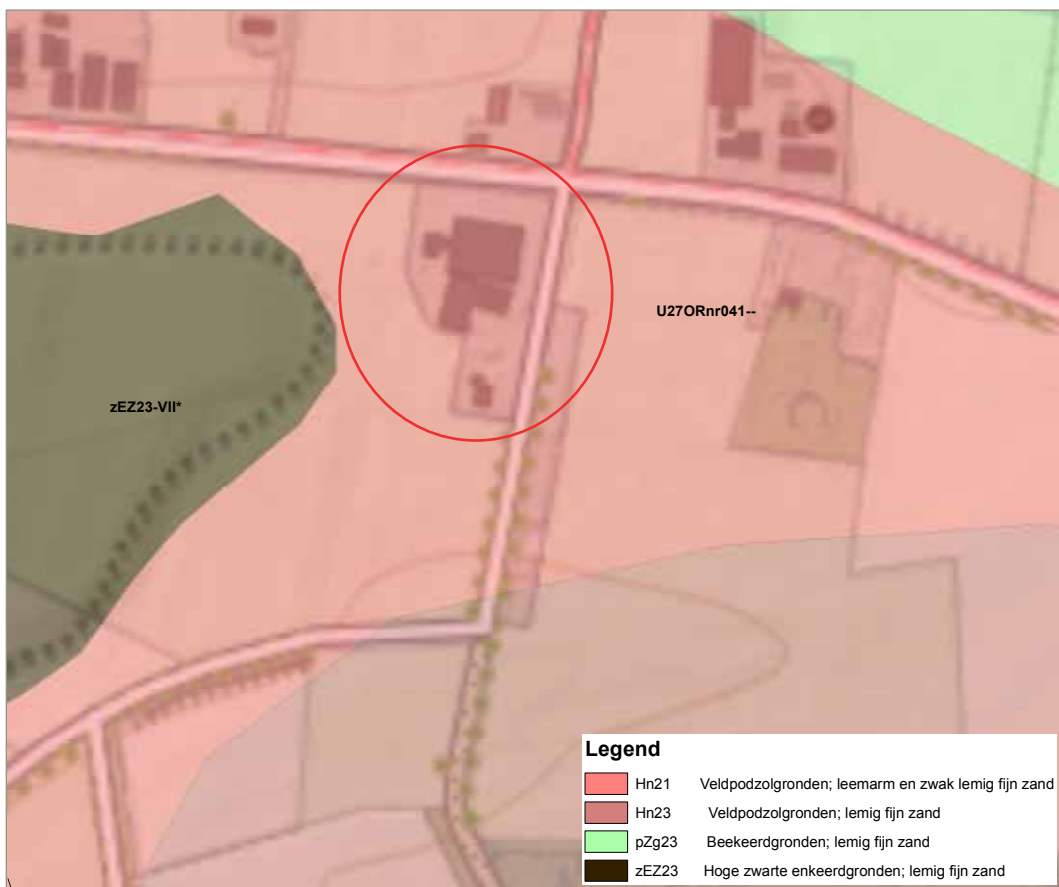 U27ORnr041--
zEZ23-VII*
Legend
Hn21 Veldpodzolgronden; leemarm en zwak lemig fijn zand
Hn23 Veldpodzolgronden; lemig fijn zand
pZg23 Beekeerdgronden; lemig fijn zand
zEZ23 Hoge zwarte enkeerdgronden; lemig fijn zand